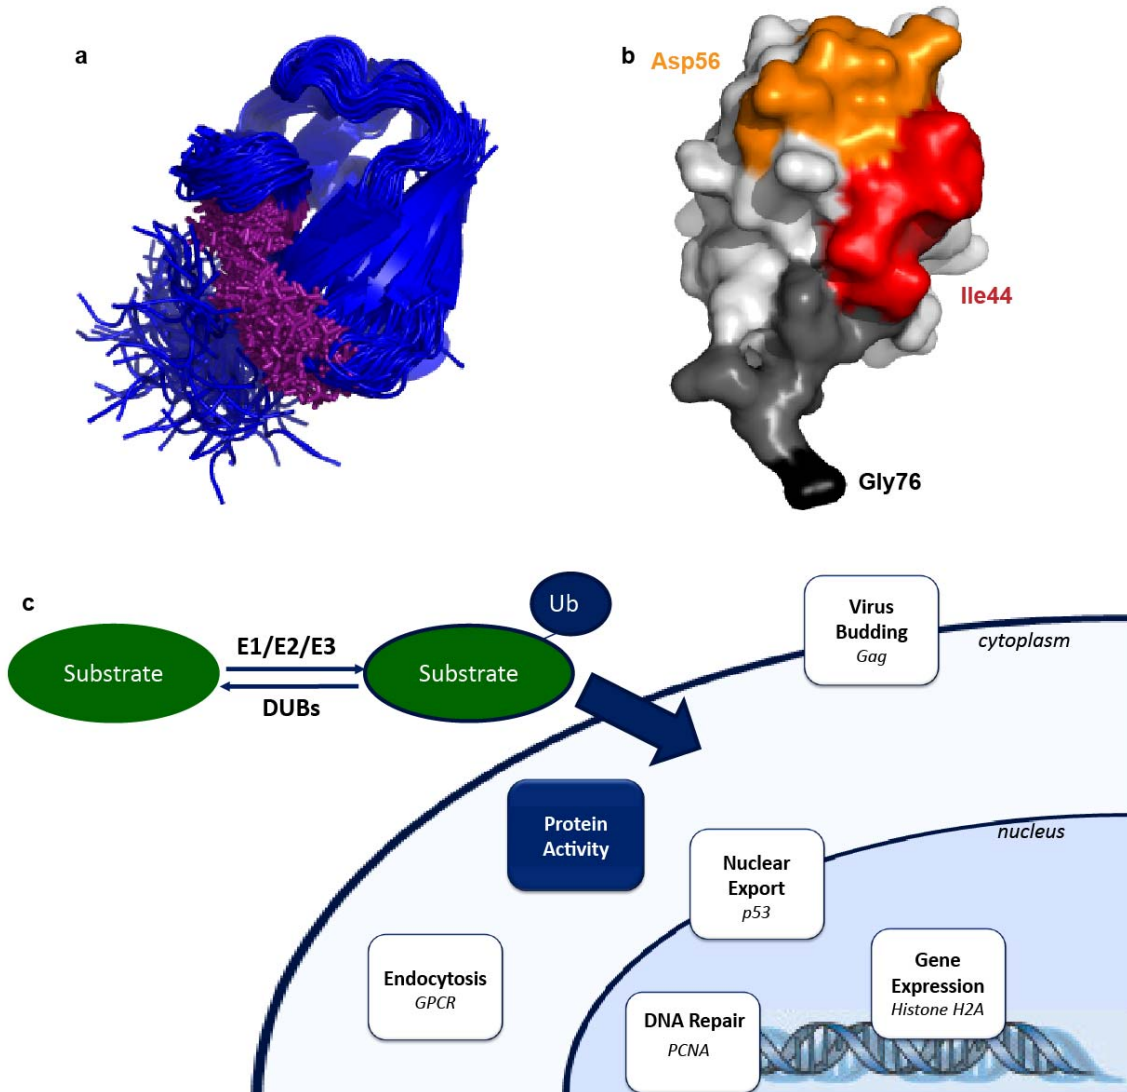 a
b
Asp56
Ile44
Gly76
c
Substrate
E1/E2/E3
DUBs
Substrate
Ub
Virus
Budding
Gag
cytoplasm
Protein
Activity
nucleus
Nuclear
Export
p53
Endocytosis
GPCR
Gene
Expression
Histone H2A
DNA Repair
PCNA